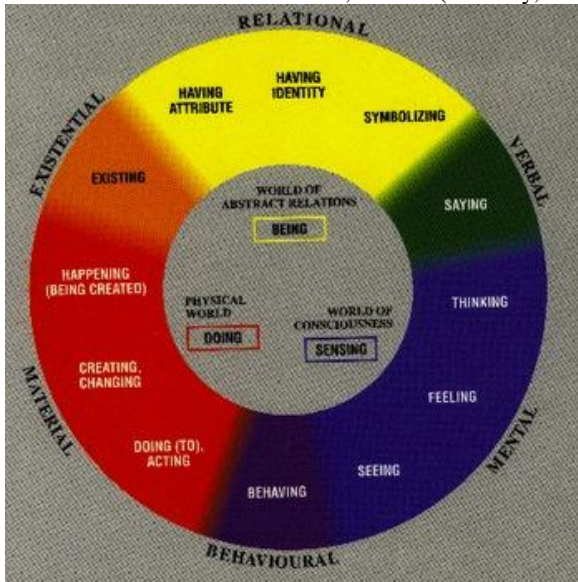 RELATIONAL
HAVING
ATTRIBUTE
HAVING
IDENTITY
SYMBOLIZING
EXISTENTIAL
EXISTING
VERBAL
SAYING
WORLD OF
ABSTRACT RELATIONS
BEING
HAPPENING
(BEING CREATED)
PHYSICAL
WORLD
DOING
WORLD OF
CONSCIOUSNESS
SENSING
THINKING
CREATING,
CHANGING
FEELING
MATERIAL
MENTAL
DOING (TO),
ACTING
SEEING
BEHAVING
BEHAVIOURAL